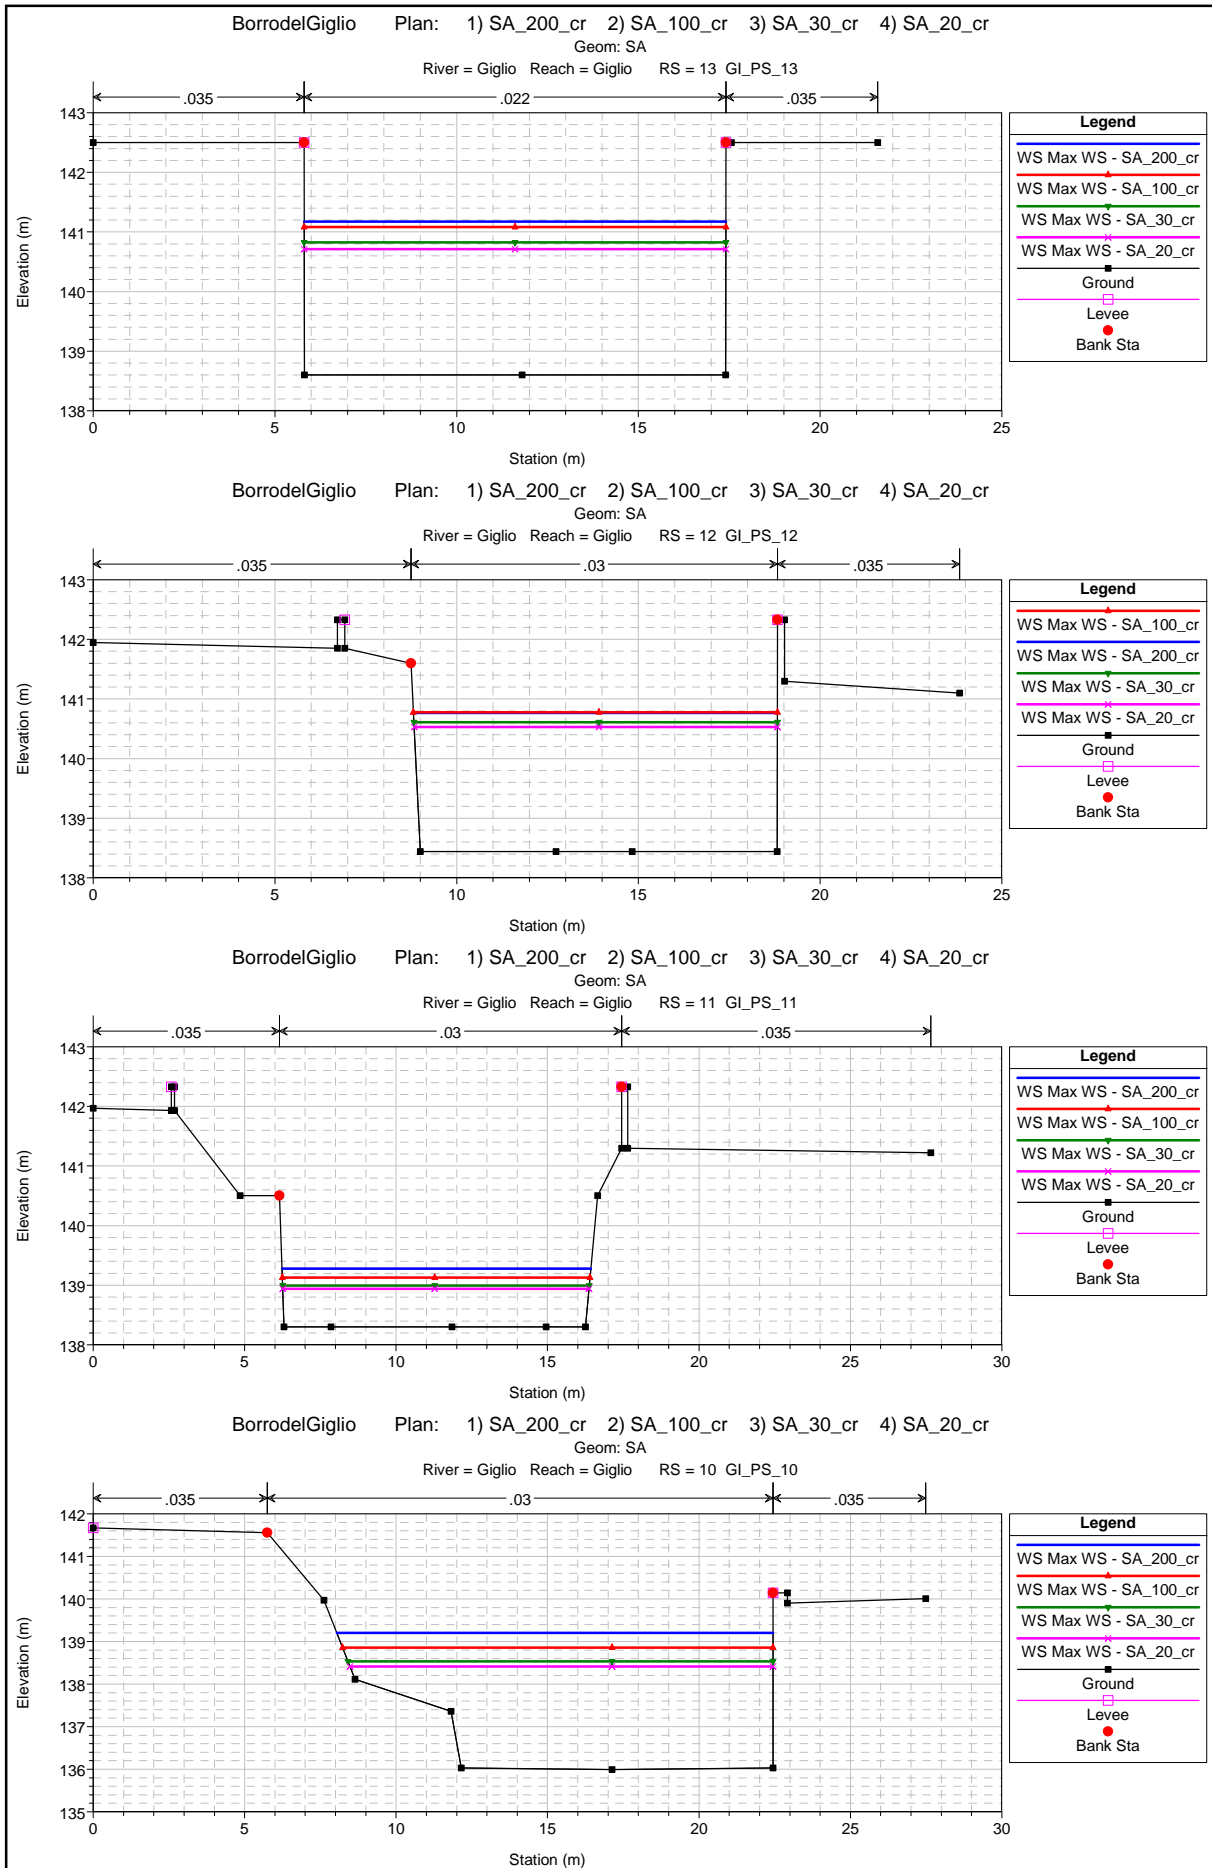 BorrodelGiglio Plan: 1) SA_200_cr 2) SA_100_cr 3) SA_30_cr 4) SA_20_cr
Geom: SA
River = Giglio Reach = Giglio RS = 13 GI_PS_13
.035 .022 .035
143
142
141
140
139
138
Elevation (m)
0 5 10 15 20 25
Station (m)
Legend
WS Max WS - SA_200_cr
WS Max WS - SA_100_cr
WS Max WS - SA_30_cr
WS Max WS - SA_20_cr
Ground
Levee
Bank Sta
BorrodelGiglio Plan: 1) SA_200_cr 2) SA_100_cr 3) SA_30_cr 4) SA_20_cr
Geom: SA
River = Giglio Reach = Giglio RS = 12 GI_PS_12
.035 .03 .035
143
142
141
140
139
138
Elevation (m)
0 5 10 15 20 25
Station (m)
Legend
WS Max WS - SA_100_cr
WS Max WS - SA_200_cr
WS Max WS - SA_30_cr
WS Max WS - SA_20_cr
Ground
Levee
Bank Sta
BorrodelGiglio Plan: 1) SA_200_cr 2) SA_100_cr 3) SA_30_cr 4) SA_20_cr
Geom: SA
River = Giglio Reach = Giglio RS = 11 GI_PS_11
.035 .03 .035
143
142
141
140
139
138
Elevation (m)
0 5 10 15 20 25 30
Station (m)
Legend
WS Max WS - SA_200_cr
WS Max WS - SA_100_cr
WS Max WS - SA_30_cr
WS Max WS - SA_20_cr
Ground
Levee
Bank Sta
BorrodelGiglio Plan: 1) SA_200_cr 2) SA_100_cr 3) SA_30_cr 4) SA_20_cr
Geom: SA
River = Giglio Reach = Giglio RS = 10 GI_PS_10
.035 .03 .035
142
141
140
139
138
137
136
135
Elevation (m)
0 5 10 15 20 25 30
Station (m)
Legend
WS Max WS - SA_200_cr
WS Max WS - SA_100_cr
WS Max WS - SA_30_cr
WS Max WS - SA_20_cr
Ground
Levee
Bank Sta